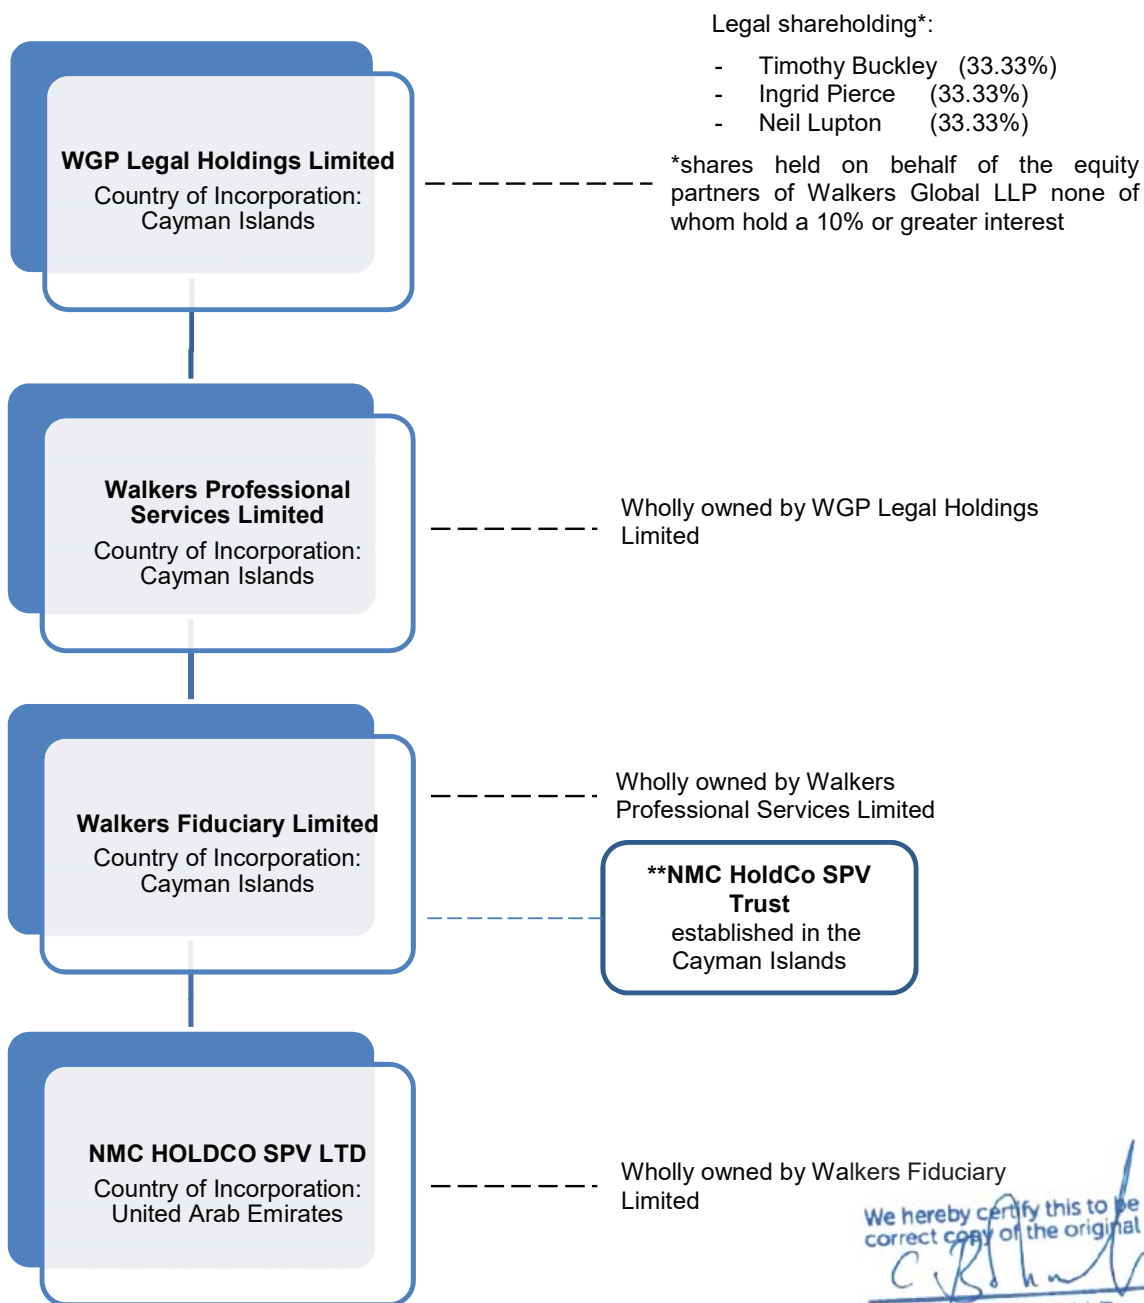 Legal shareholding*:
- Timothy Buckley (33.33%)
- Ingrid Pierce (33.33%)
- Neil Lupton (33.33%)
*shares held on behalf of the equity
partners of Walkers Global LLP none of
whom hold a 10% or greater interest
WGP Legal Holdings Limited
Country of Incorporation:
Cayman Islands
Walkers Professional
Services Limited
Country of Incorporation:
Cayman Islands
Wholly owned by WGP Legal Holdings
Limited
Walkers Fiduciary Limited
Country of Incorporation:
Cayman Islands
Wholly owned by Walkers
Professional Services Limited
**NMC HoldCo SPV
Trust
established in the
Cayman Islands
NMC HOLDCO SPV LTD
Country of Incorporation:
United Arab Emirates
Wholly owned by Walkers Fiduciary
Limited
We hereby certify this to be
correct copy of the original